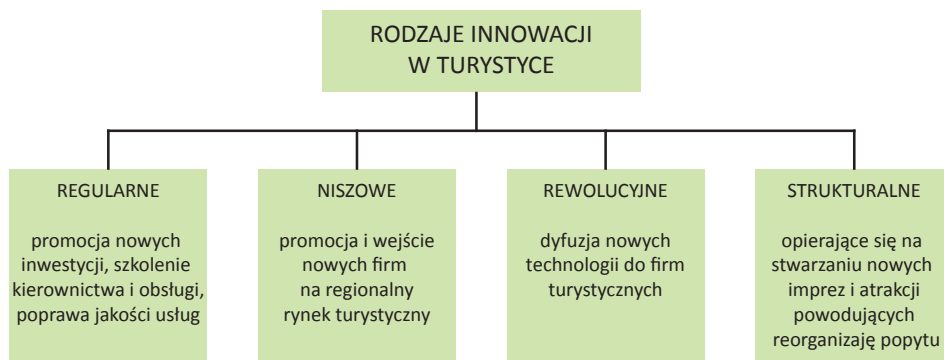 RODZAJE INNOWACJI
W TURYSTYCE
REGULARNE
promocja nowych
inwestycji, szkolenie
kierownictwa i obsługi,
poprawa jakości usług
NISZOWE
promocja i wejście
nowych firm
na regionalny
rynek turystyczny
REWOLUCYJNE
dyfuzja nowych
technologii do firm
turystycznych
STRUKTURALNE
opierające się na
stwarzaniu nowych
imprez i atrakcji
powodujących
reorganizaję popytu